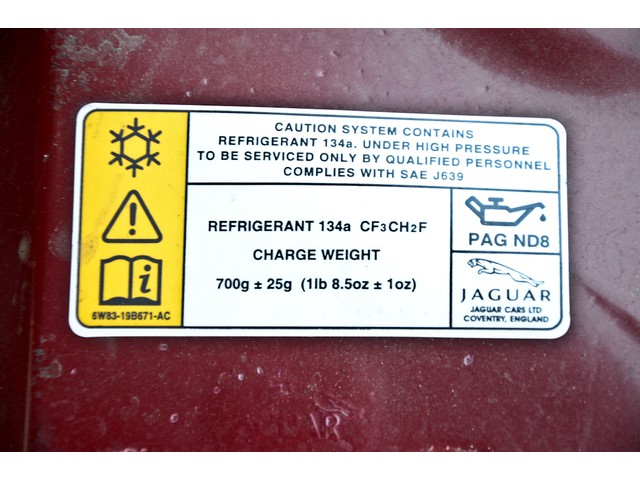 CAUTION SYSTEM CONTAINS
REFRIGERANT 134a. UNDER HIGH PRESSURE
TO BE SERVICED ONLY BY QUALIFIED PERSONNEL
COMPLIES WITH SAE J639
REFRIGERANT 134a CF3CH2F
CHARGE WEIGHT
700g ± 25g (1lb 8.5oz ± 1oz)
PAG ND8
JAGUAR
JAGUAR CARS LTD
COVENTRY, ENGLAND
6W83-19B671-AC